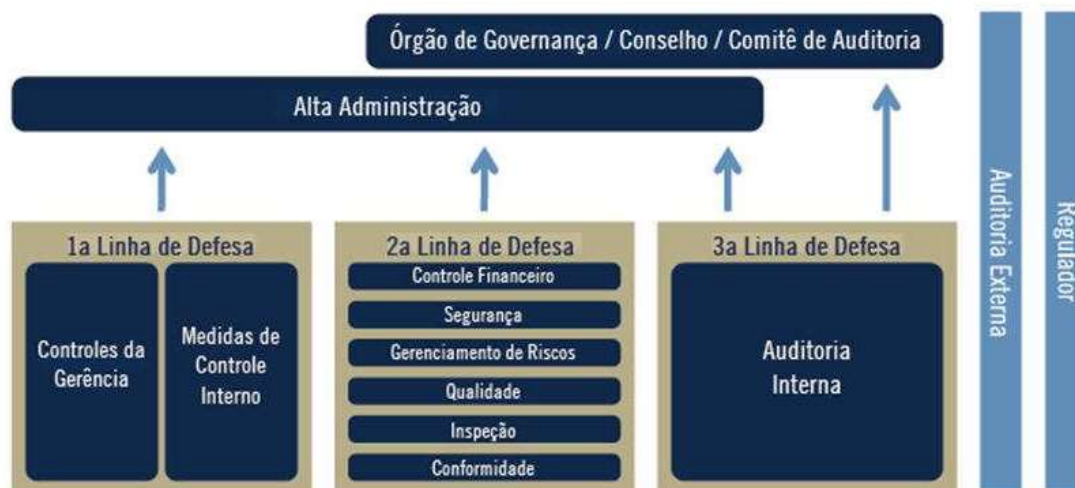 Órgão de Governança / Conselho / Comitê de Auditoria
Alta Administração
1a Linha de Defesa
Controles da
Gerência
Medidas de
Controle
Interno
2a Linha de Defesa
Controle Financeiro
Segurança
Gerenciamento de Riscos
Qualidade
Inspeção
Conformidade
3a Linha de Defesa
Auditoria
Interna
Auditoria Externa
Regulador